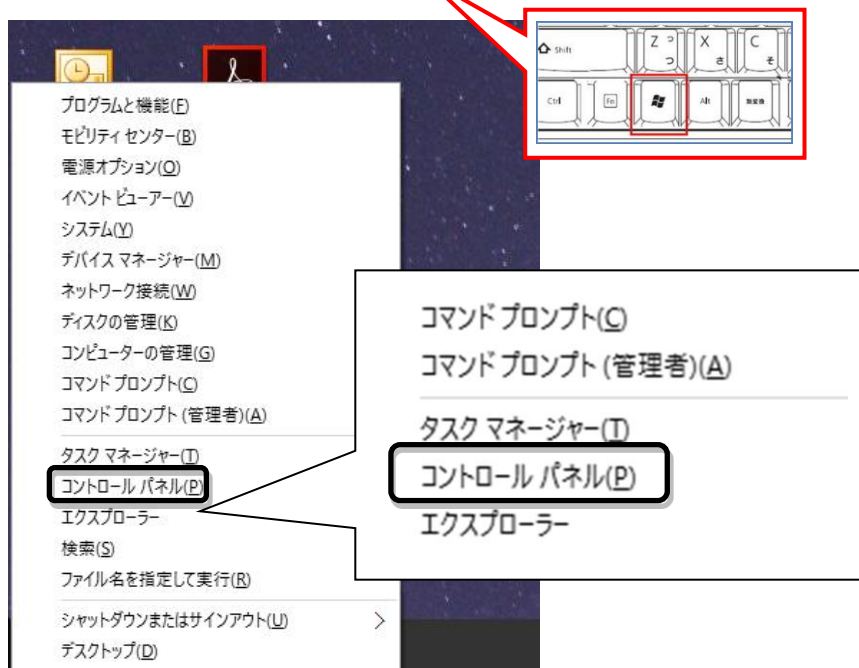 Shift
Z っ
つ
X
さ
C
そ
Ctrl
Fn
Alt
無変換
プログラムと機能(F)
モビリティ センター(B)
電源オプション(O)
イベント ビューアー(V)
システム(Y)
デバイス マネージャー(M)
ネットワーク接続(W)
ディスクの管理(K)
コンピューターの管理(G)
コマンド プロンプト(C)
コマンド プロンプト (管理者)(A)
タスク マネージャー(T)
コントロール パネル(P)
エクスプローラー
検索(S)
ファイル名を指定して実行(R)
シャットダウンまたはサインアウト(U)
デスクトップ(D)
コマンド プロンプト(C)
コマンド プロンプト (管理者)(A)
タスク マネージャー(T)
コントロール パネル(P)
エクスプローラー